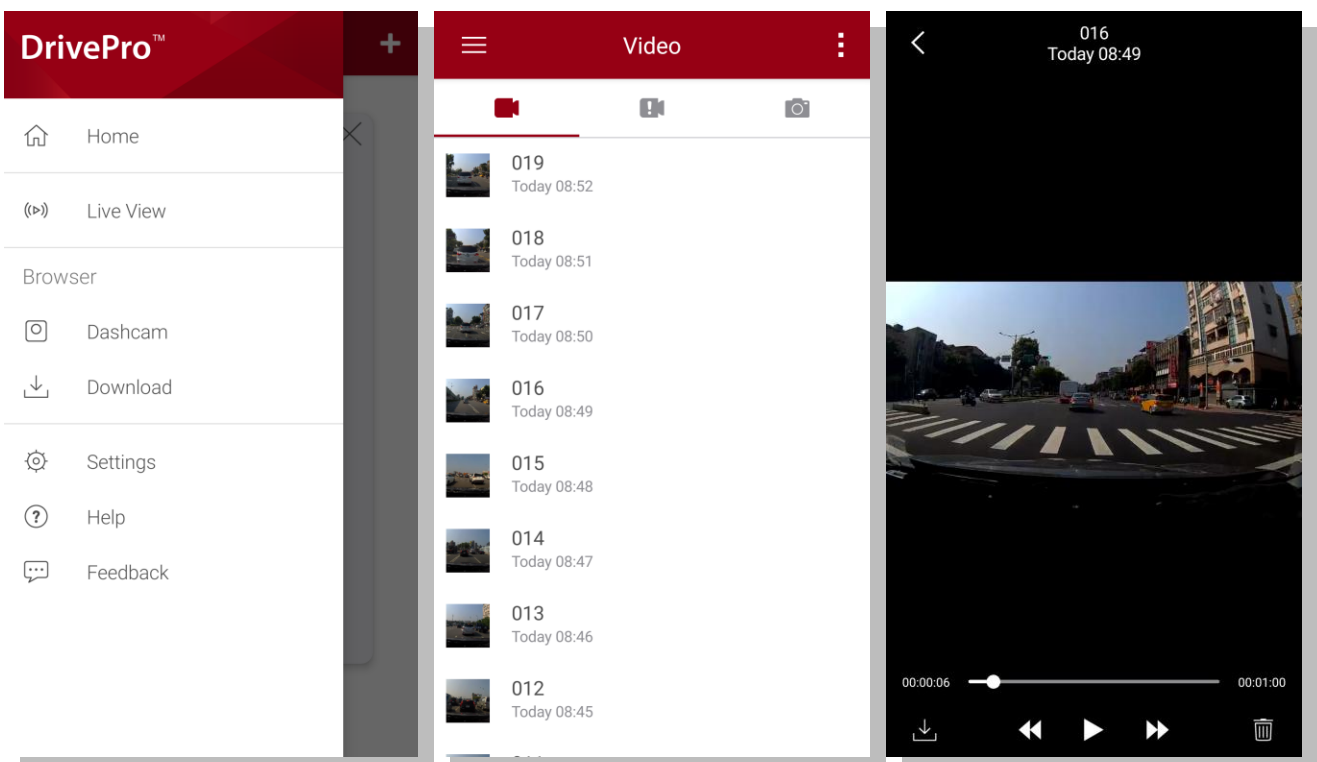 DrivePro™
Home
Live View
Browser
Dashcam
Download
Settings
Help
Feedback
Video
019
Today 08:52
018
Today 08:51
017
Today 08:50
016
Today 08:49
015
Today 08:48
014
Today 08:47
013
Today 08:46
012
Today 08:45
016
Today 08:49
00:00:06
00:01:00